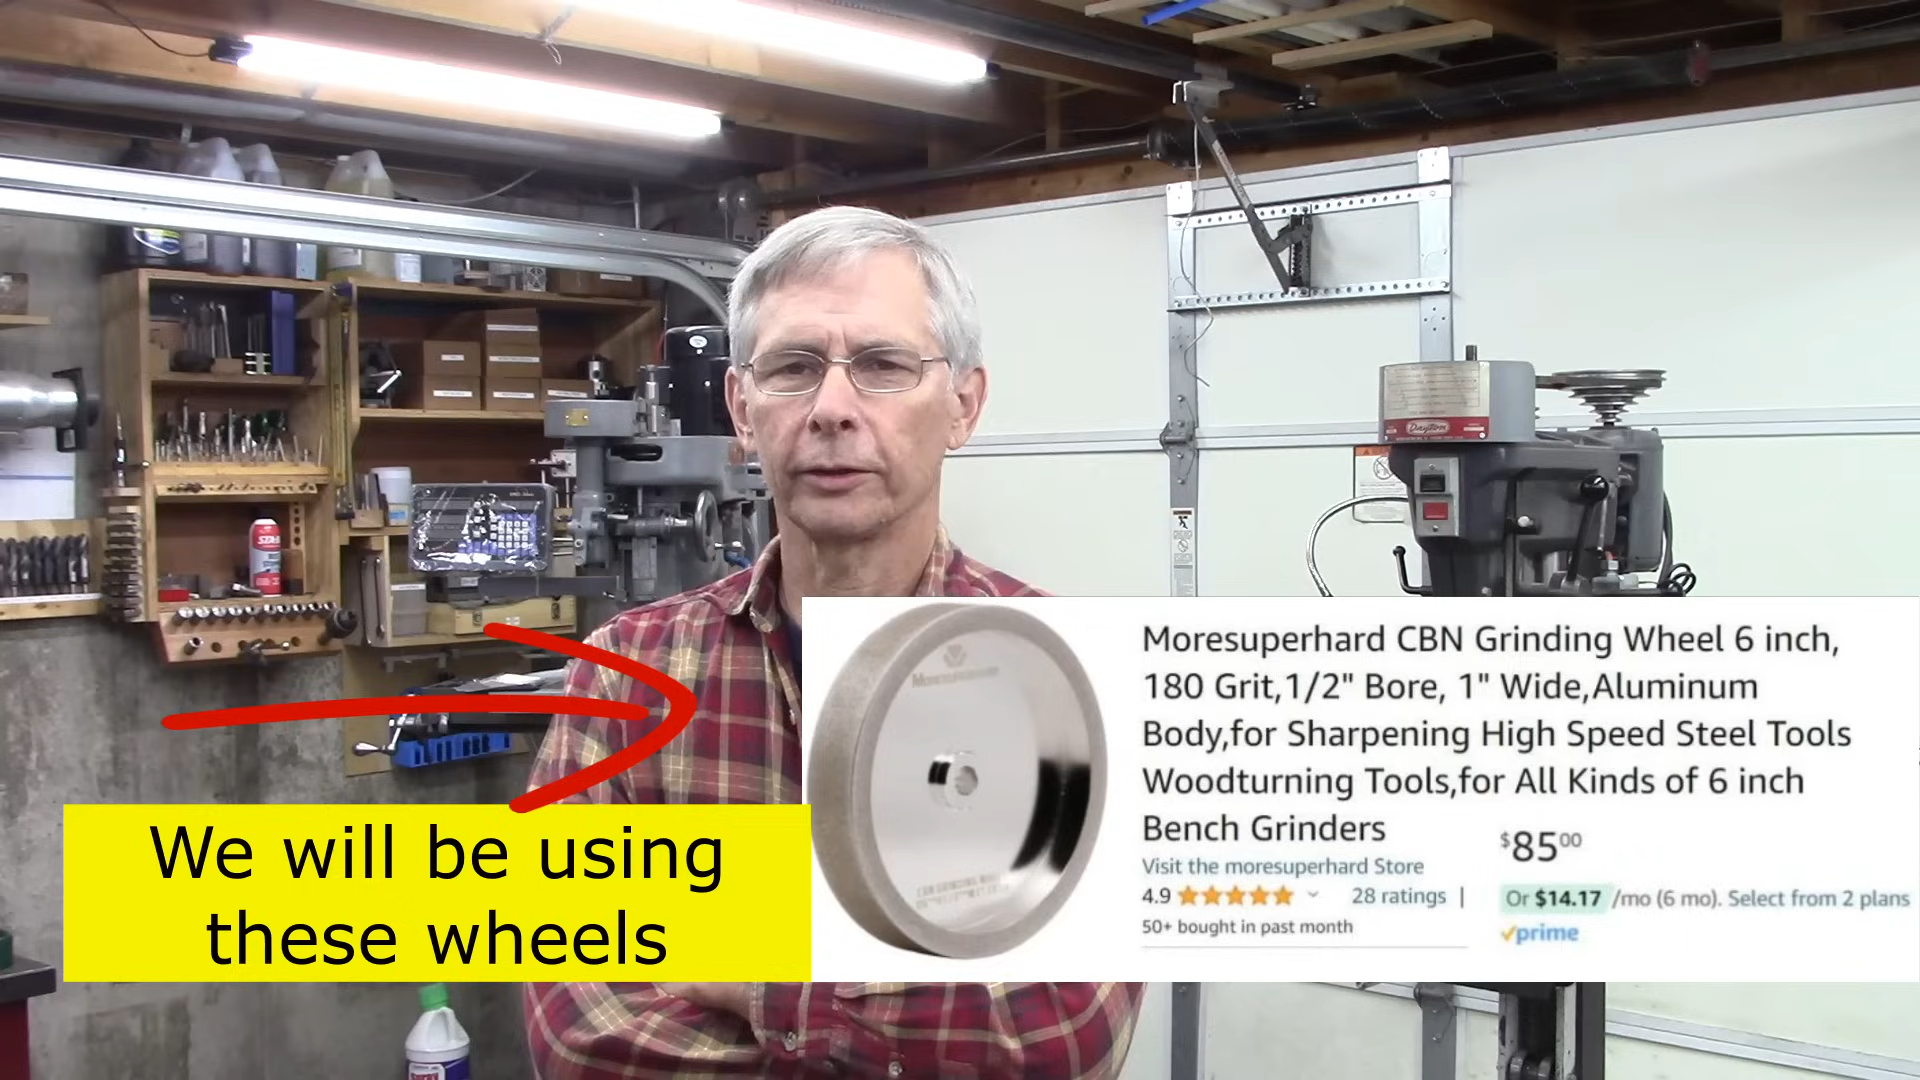 Dayton
STA-
Moresuperhard CBN Grinding Wheel 6 inch,
180 Grit,1/2" Bore, 1" Wide,Aluminum
Body,for Sharpening High Speed Steel Tools
Woodturning Tools,for All Kinds of 6 inch
Bench Grinders
$8500
Visit the moresuperhard Store
4.9
28 ratings |
50+ bought in past month
Or $14.17 /mo (6 mo). Select from 2 plans
prime
We will be using
these wheels